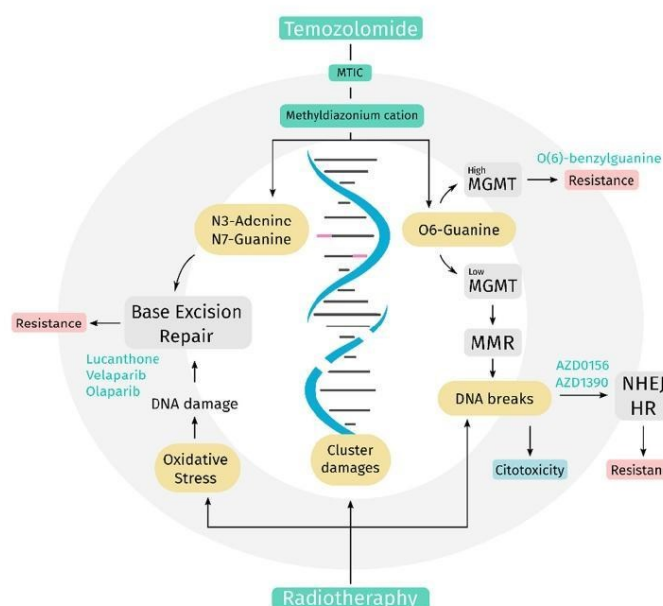 Temozolomide
MTIC
Methyldiazonium cation
O(6)-benzylguanine
High
MGMT
Resistance
N3-Adenine
N7-Guanine
O6-Guanine
Low
MGMT
Base Excision
Repair
Resistance
MMR
Lucanthone
Velaparib
Olaparib
AZD0156
AZD1390
NHEJ
HR
DNA damage
DNA breaks
Oxidative
Stress
Cluster
damages
Citotoxicity
Resistan
Radiotheraphy